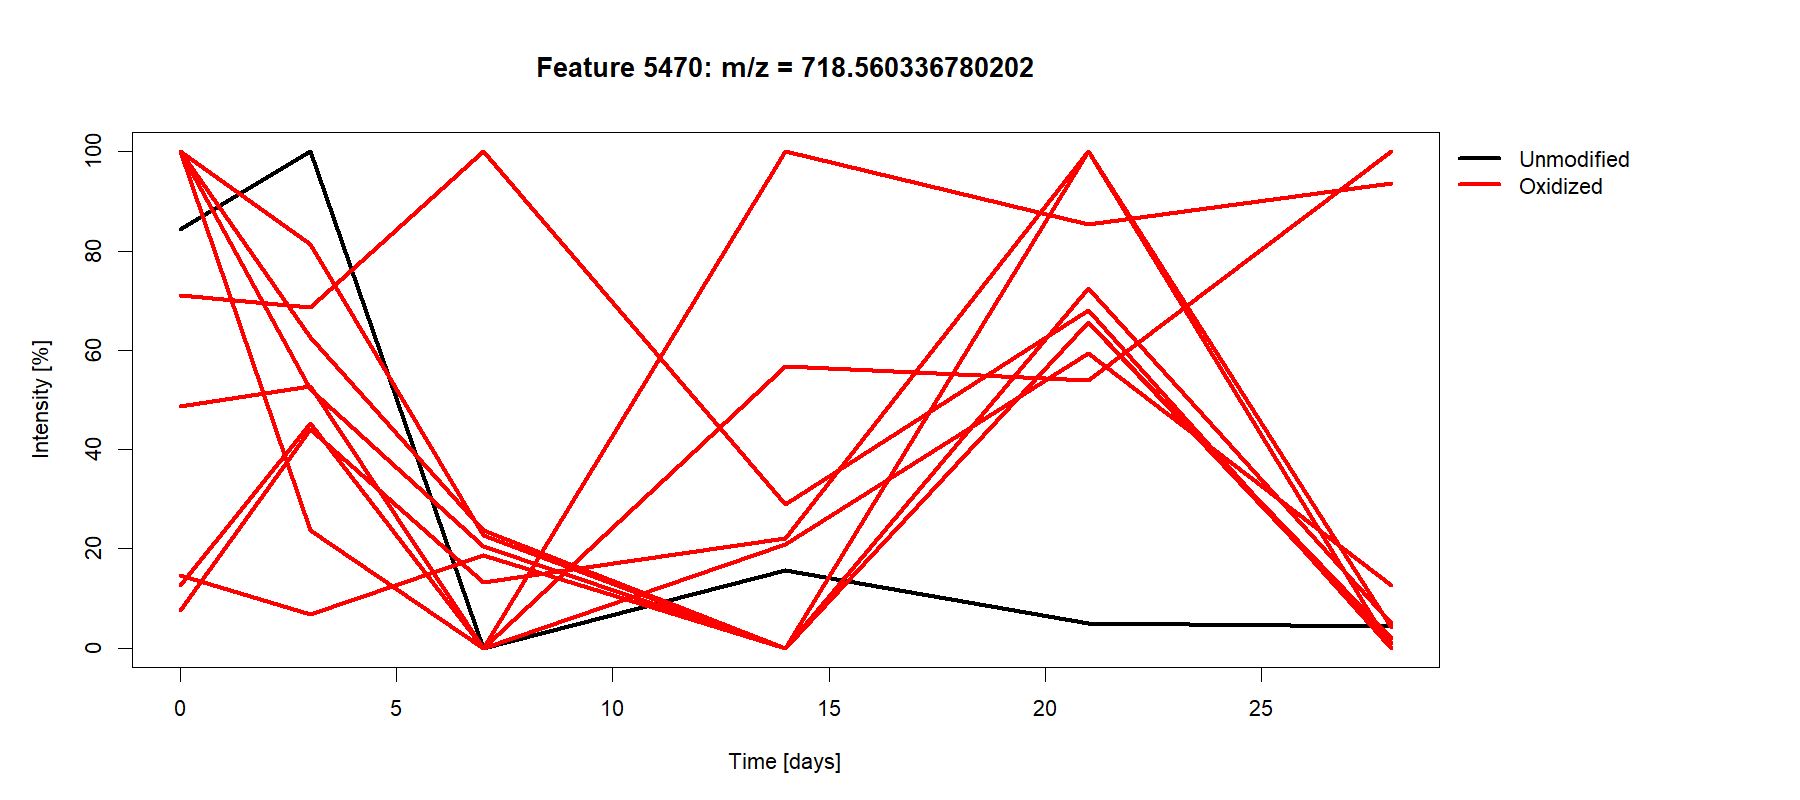 Feature 5470: m/z = 718.560336780202
Unmodified
Oxidized
Intensity [%]
100
80
60
40
20
0
0 5 10 15 20 25
Time [days]